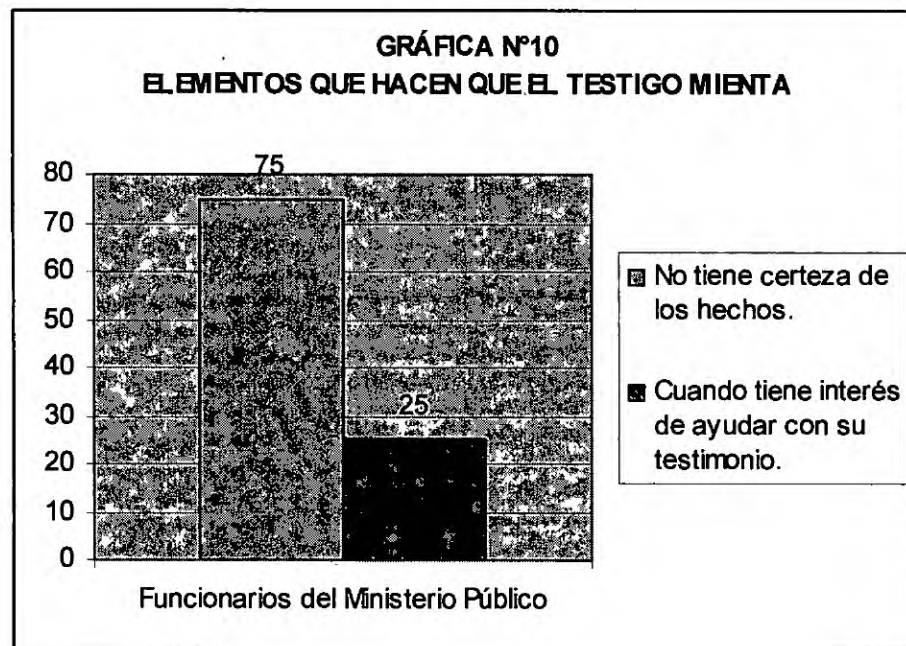 GRÁFICA N°10
ELEMENTOS QUE HACEN QUE EL TESTIGO MIENTA
75
80
70
60
50
40
30
20
10
0
25
No tiene certeza de
los hechos.
Cuando tiene interés
de ayudar con su
testimonio.
Funcionarios del Ministerio Público